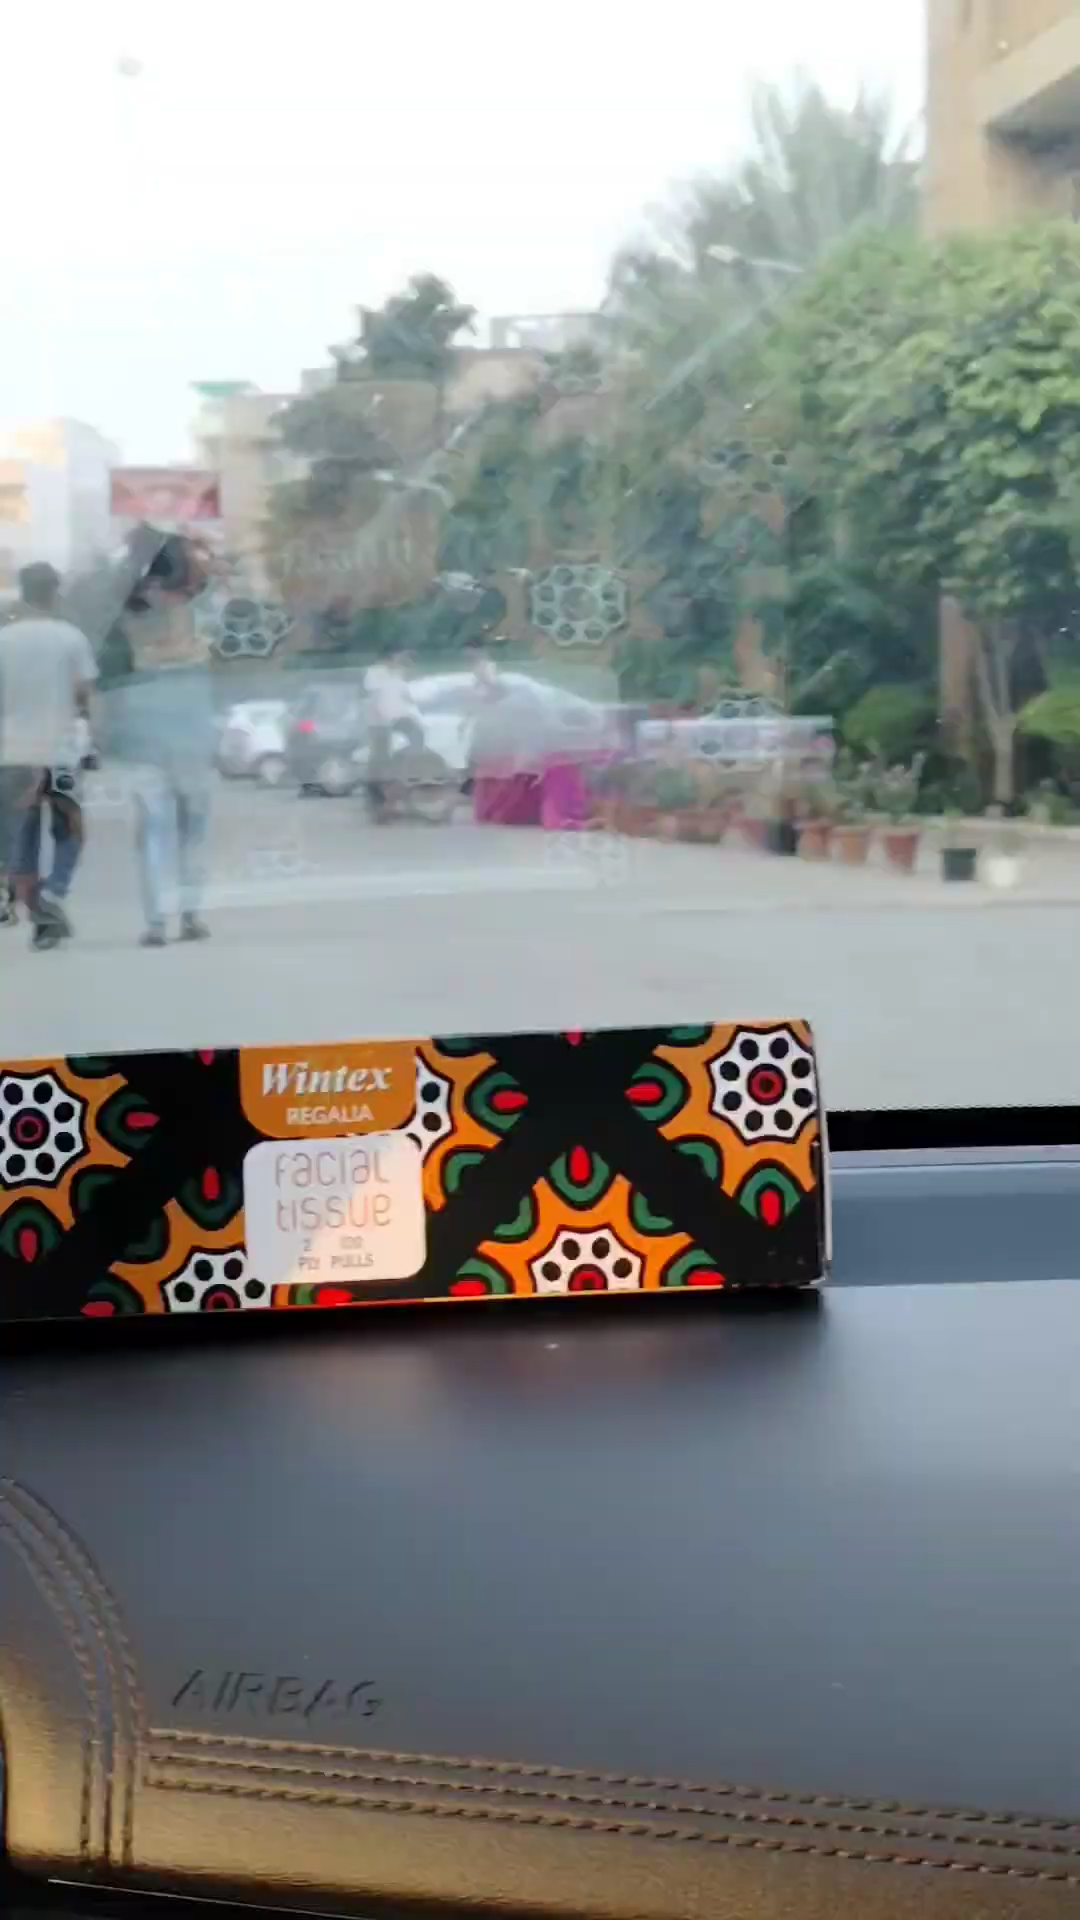 Wintex
REGALIA
Facial
tissue
2 100
PLY PULLS
AIRBAG